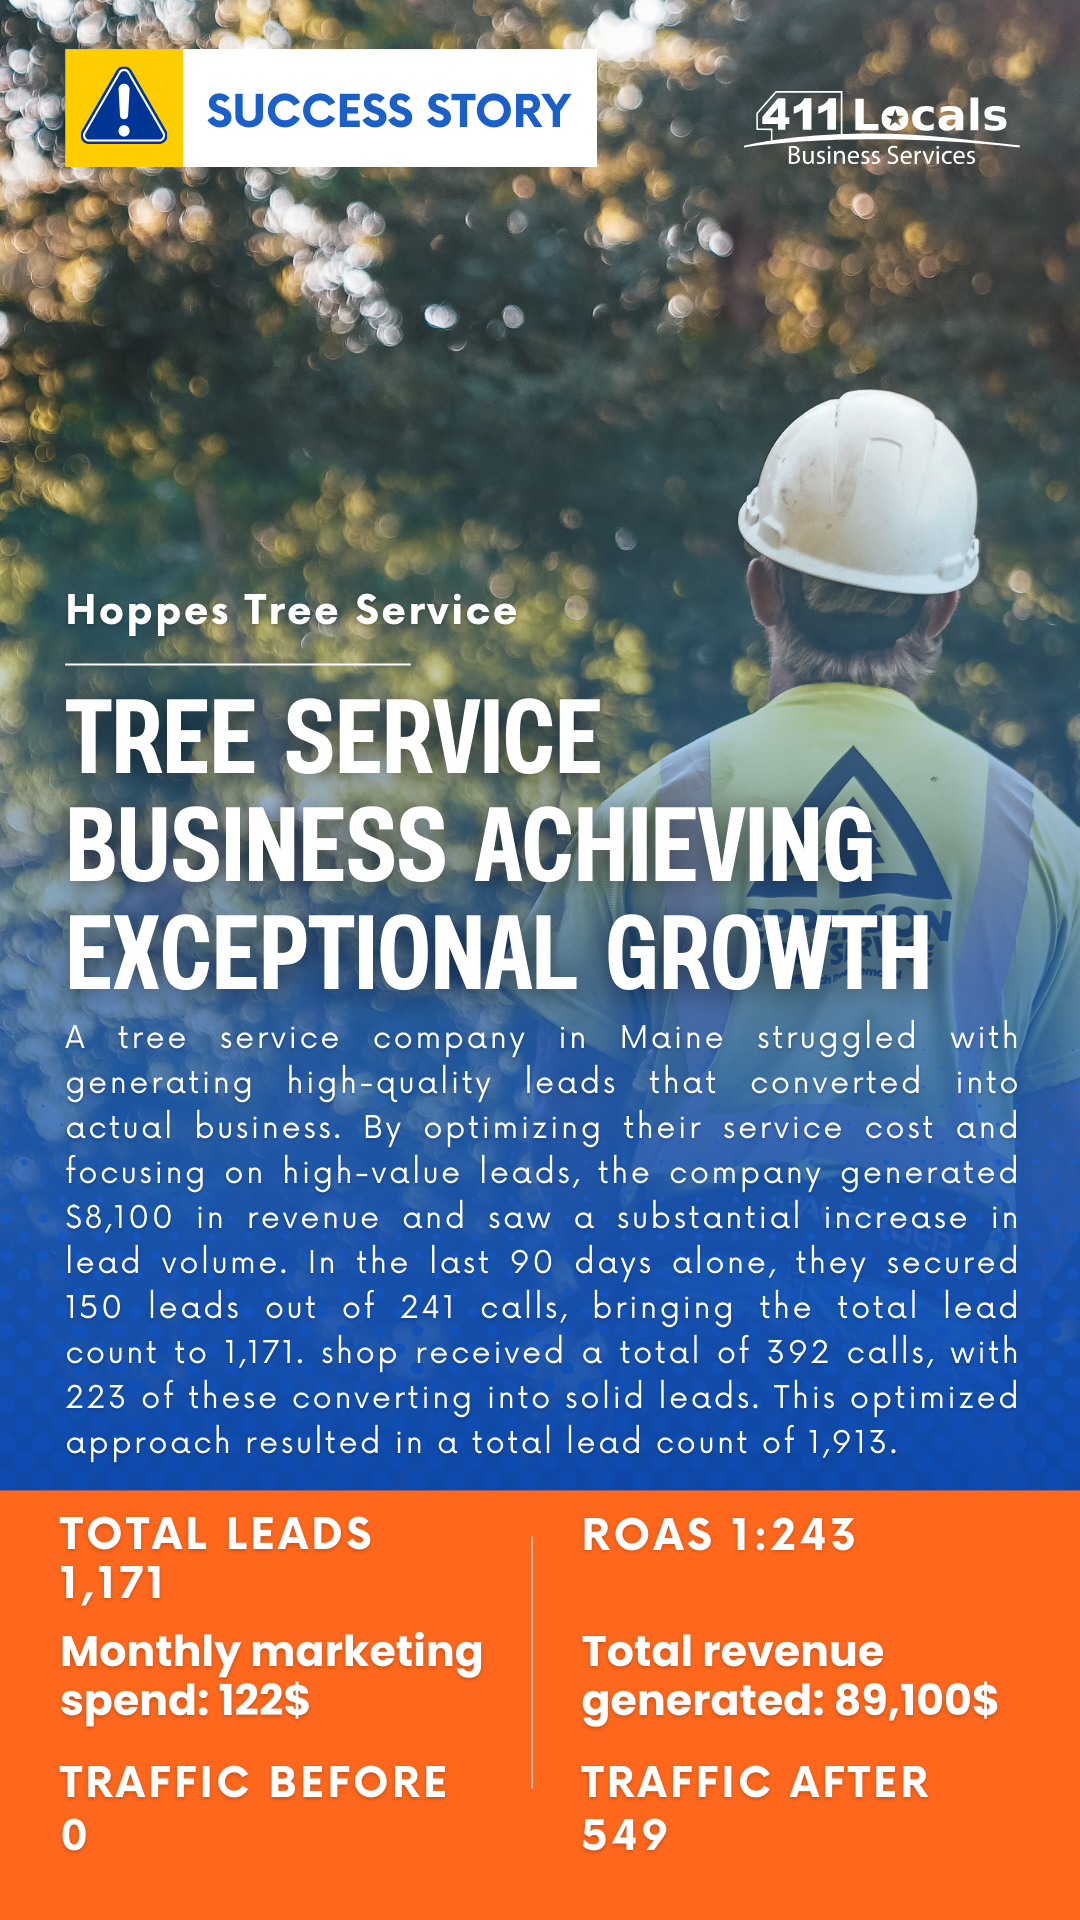 SUCCESS STORY
411 Locals
Business Services
Hoppes Tree Service
TREE SERVICE
BUSINESS ACHIEVING
EXCEPTIONAL GROWTH
A tree service company in Maine struggled with
generating high-quality leads that converted into
actual business. By optimizing their service cost and
focusing on high-value leads, the company generated
$8,100 in revenue and saw a substantial increase in
lead volume. In the last 90 days alone, they secured
150 leads out of 241 calls, bringing the total lead
count to 1,171. shop received a total of 392 calls, with
223 of these converting into solid leads. This optimized
approach resulted in a total lead count of 1,913.
TOTAL LEADS
1,171
ROAS 1:243
Monthly marketing
spend: 122$
Total revenue
generated: 89,100$
TRAFFIC BEFORE
0
TRAFFIC AFTER
549